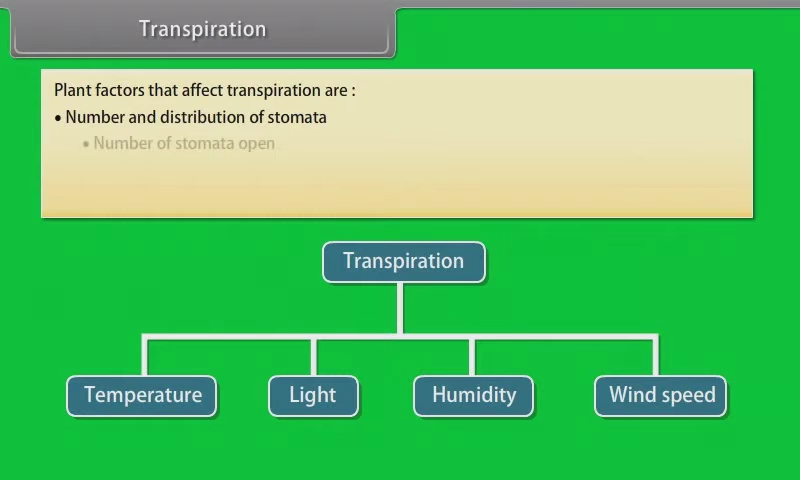 Transpiration
Plant factors that affect transpiration are :
• Number and distribution of stomata
• Number of stomata open
Transpiration
Temperature
Light
Humidity
Wind speed